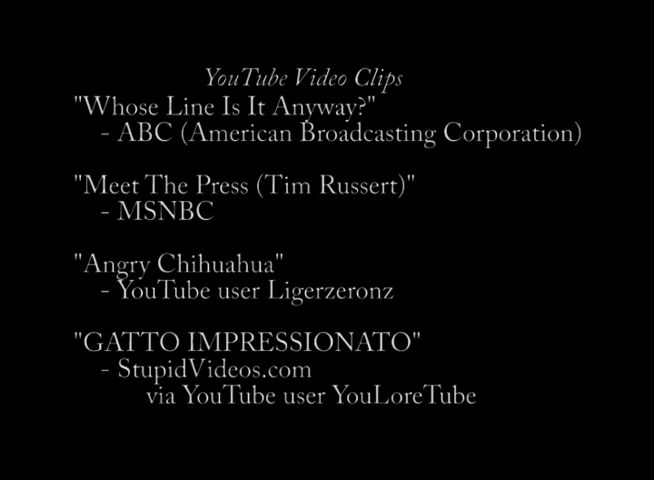 YouTube Video Clips
"Whose Line Is It Anyway?"
- ABC (American Broadcasting Corporation)
"Meet The Press (Tim Russert)"
- MSNBC
"Angry Chihuahua"
- YouTube user Ligerzeronz
"GATTO IMPRESSIONATO"
- StupidVideos.com
via YouTube user YouLoreTube